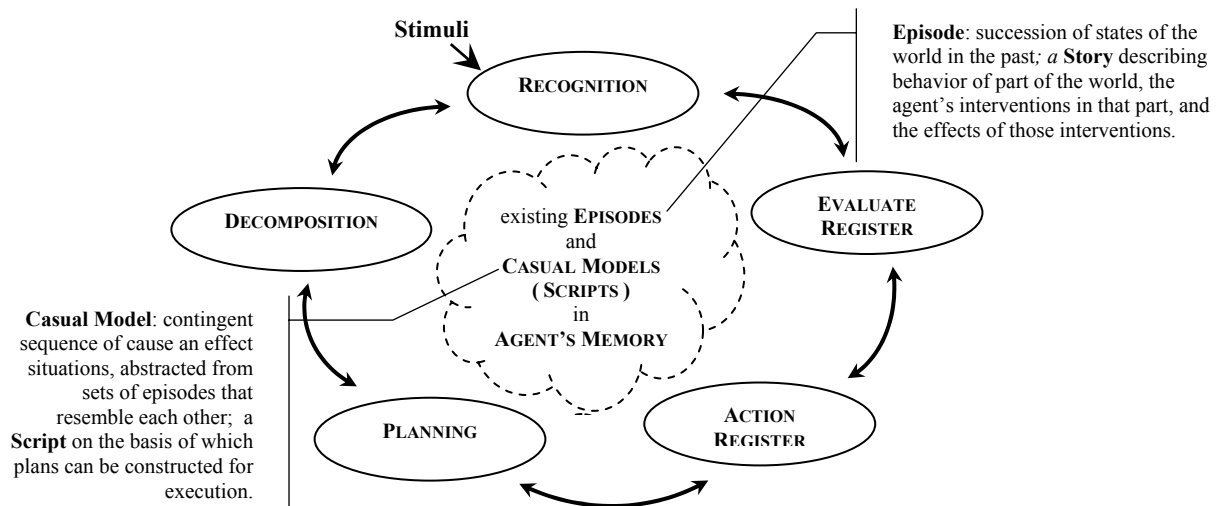 Stimuli
RECOGNITION
Episode: succession of states of the
world in the past; a Story describing
behavior of part of the world, the
agent's interventions in that part, and
the effects of those interventions.
DECOMPOSITION
existing EPISODES
and
CASUAL MODELS
( SCRIPTS )
in
AGENT'S MEMORY
EVALUATE
REGISTER
Casual Model: contingent
sequence of cause an effect
situations, abstracted from
sets of episodes that
resemble each other; a
Script on the basis of which
plans can be constructed for
execution.
PLANNING
ACTION
REGISTER